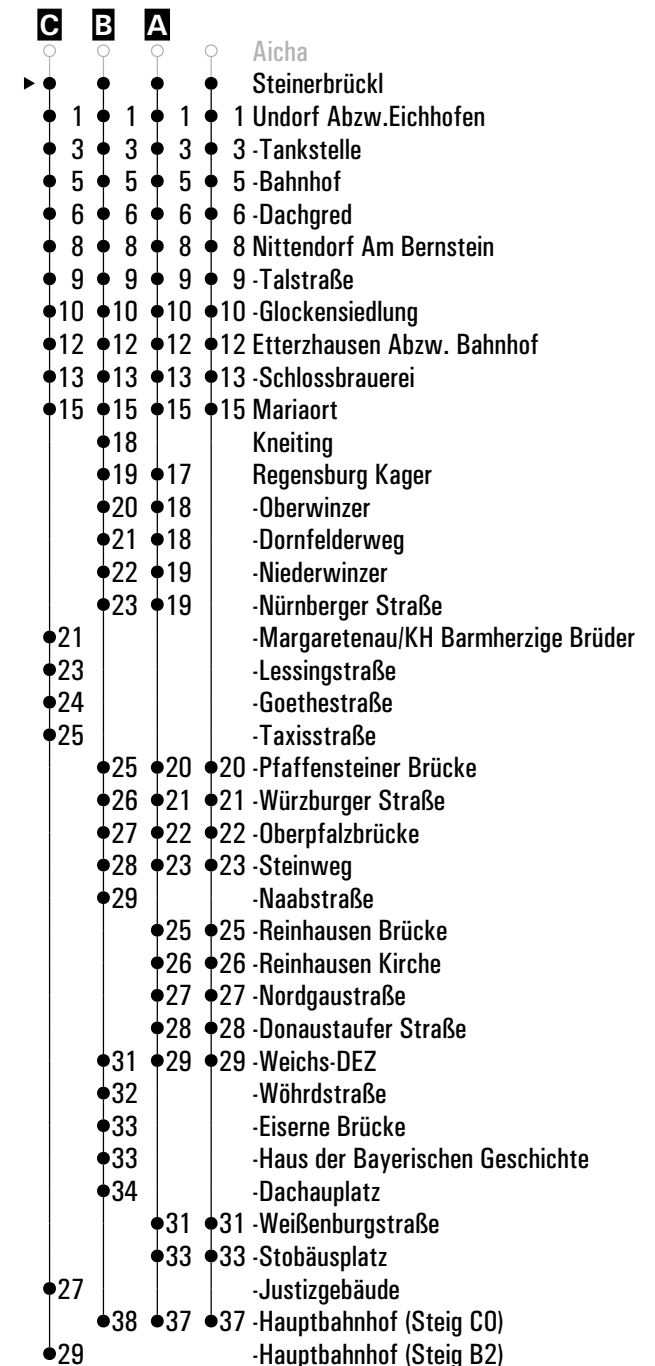 C B A
Aicha
Steinerbrückl
1 1 1 1 Undorf Abzw.Eichhofen
3 3 3 3 -Tankstelle
5 5 5 5 -Bahnhof
6 6 6 6 -Dachgred
8 8 8 8 Nittendorf Am Bernstein
9 9 9 9 -Talstraße
10 10 10 10 -Glockensiedlung
12 12 12 12 Etterzhausen Abzw. Bahnhof
13 13 13 13 -Schlossbrauerei
15 15 15 15 Mariaort
18 Kneiting
19 17 Regensburg Kager
20 18 -Oberwinzer
21 18 -Dornfelderweg
22 19 -Niederwinzer
23 19 -Nürnberger Straße
21 -Margaretenau/KH Barmherzige Brüder
23 -Lessingstraße
24 -Goethestraße
25 -Taxisstraße
25 20 20 -Pfaffensteiner Brücke
26 21 21 -Würzburger Straße
27 22 22 -Oberpfalzbrücke
28 23 23 -Steinweg
29 -Naabstraße
25 25 -Reinhausen Brücke
26 26 -Reinhausen Kirche
27 27 -Nordgaustraße
28 28 -Donaustaufer Straße
31 29 29 -Weichs-DEZ
32 -Wöhrdstraße
33 -Eiserne Brücke
33 -Haus der Bayerischen Geschichte
34 -Dachauplatz
31 31 -Weißenburgstraße
33 33 -Stobäusplatz
27 -Justizgebäude
38 37 37 -Hauptbahnhof (Steig C0)
29 -Hauptbahnhof (Steig B2)